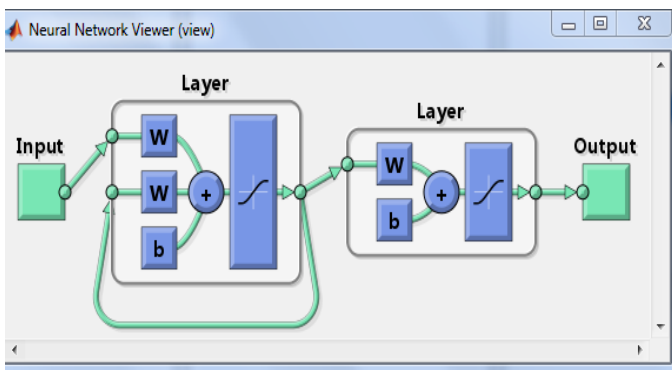 Neural Network Viewer (view)
Layer
Layer
Input
Output
W
W
b
+
W
b
+